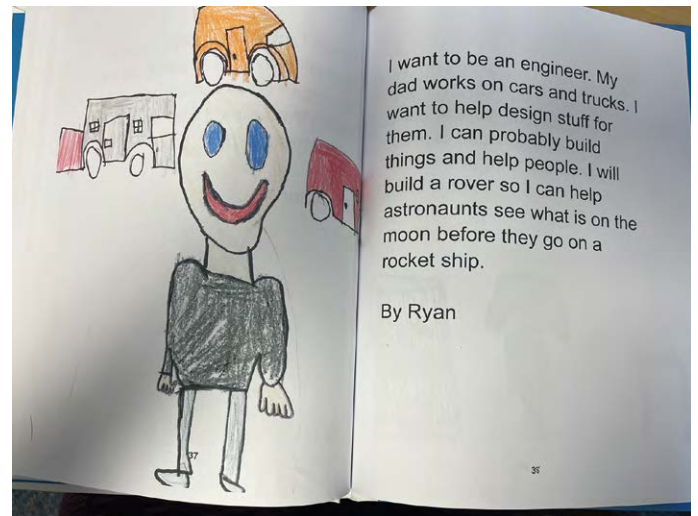 37
I want to be an engineer. My
dad works on cars and trucks. I
want to help design stuff for
them. I can probably build
things and help people. I will
build a rover so I can help
astronaunts see what is on the
moon before they go on a
rocket ship.
By Ryan